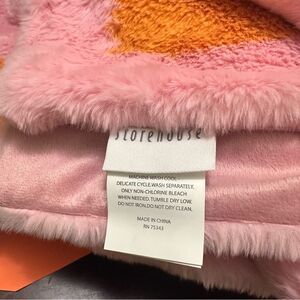 storehouse
MACHINE WASH COOL -
DELICATE CYCLE.WASH SEPARATELY.
ONLY NON-CHLORINE BLEACH
WHEN NEEDED. TUMBLE DRY LOW.
DO NOT IRON.DO NOT DRY CLEAN.
MADE IN CHINA
RN 75343